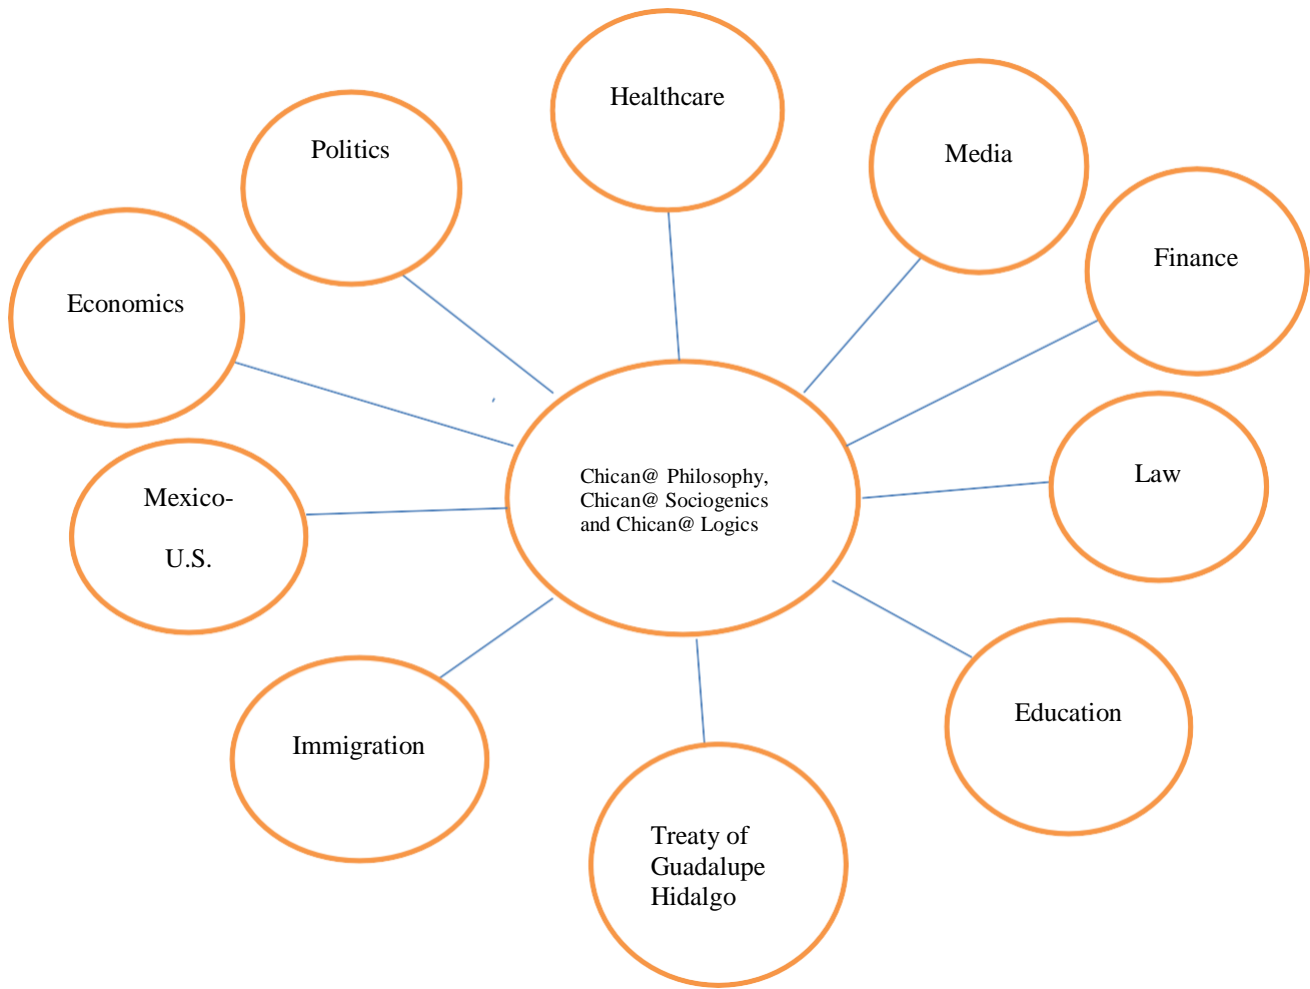 Healthcare
Politics
Media
Finance
Economics
Chican@ Philosophy,
Chican@ Sociogenics
and Chican@ Logics
Law
Mexico-
U.S.
Education
Immigration
Treaty of
Guadalupe
Hidalgo